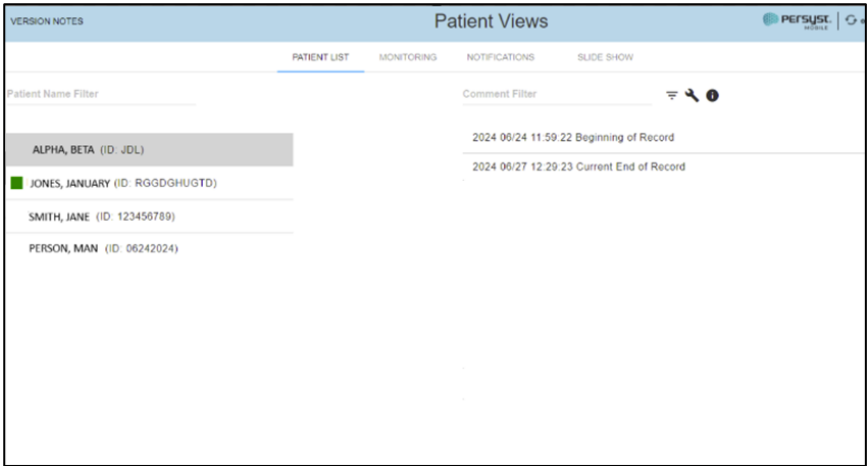 VERSION NOTES
Patient Views
PERSYST.
MOBILE
PATIENT LIST MONITORING NOTIFICATIONS SLIDE SHOW
Patient Name Filter
Comment Filter
ALPHA, BETA (ID: JDL)
JONES, JANUARY (ID: RGGDGHUGTD)
SMITH, JANE (ID: 123456789)
PERSON, MAN (ID: 06242024)
2024 06/24 11:59:22 Beginning of Record
2024 06/27 12:29:23 Current End of Record